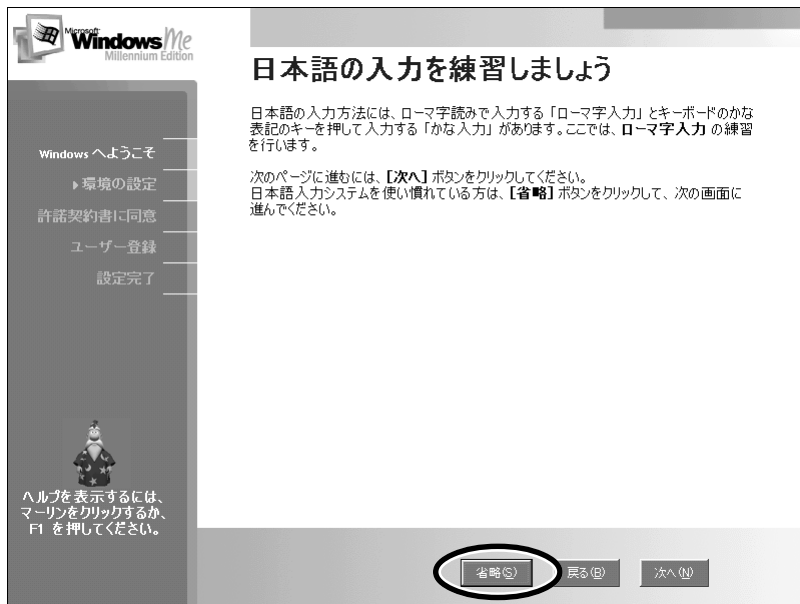 Microsoft
Windows Me
Millennium Edition
Windows へようこそ
環境の設定
許諾契約書に同意
ユーザー登録
設定完了
ヘルプを表示するには、
マーリンをクリックするか、
F1 を押してください。
日本語の入力を練習しましょう
日本語の入力方法には、ローマ字読みで入力する「ローマ字入力」とキーボードのかな
表記のキーを押して入力する「かな入力」があります。ここでは、ローマ字入力 の練習
を行います。
次のページに進むには、[次へ] ボタンをクリックしてください。
日本語入力システムを使い慣れている方は、[省略] ボタンをクリックして、次の画面に
進んでください。
省略(S)
戻る(B)
次へ(N)